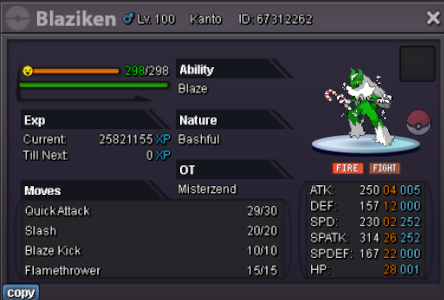 Blaziken ♂ Lv. 100 Kanto ID: 67312262
298/298
Ability
Blaze
Exp
Current: 25821155 XP
Till Next: 0 XP
Nature
Bashful
OT
Misterzend
FIRE FIGHT
Moves
Quick Attack 29/30
Slash 20/20
Blaze Kick 10/10
Flamethrower 15/15
ATK: 250 04 005
DEF: 157 12 000
SPD: 230 02 252
SPATK: 314 26 252
SPDEF: 167 22 000
HP: 28 001
copy